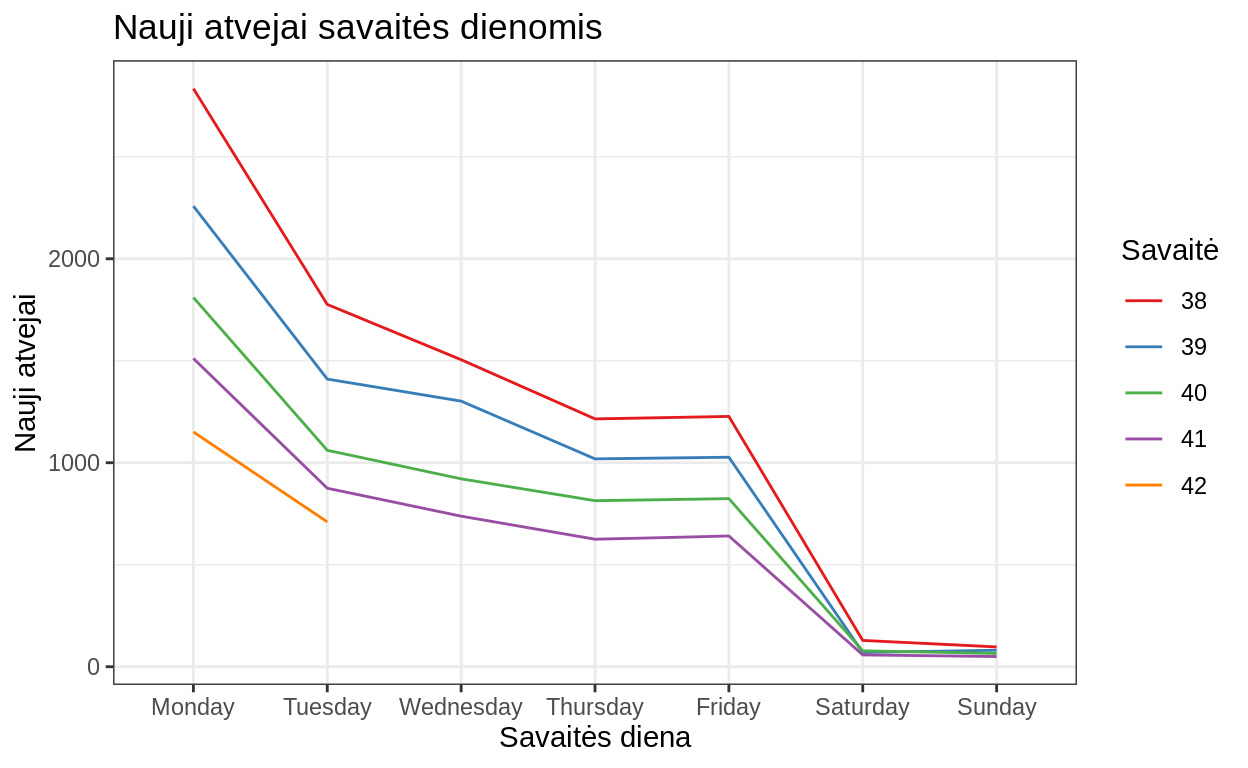 Nauji atvejai savaitės dienomis
Nauji atvejai
2000
1000
0
Monday Tuesday Wednesday Thursday Friday Saturday Sunday
Savaitės diena
Savaitė
38
39
40
41
42